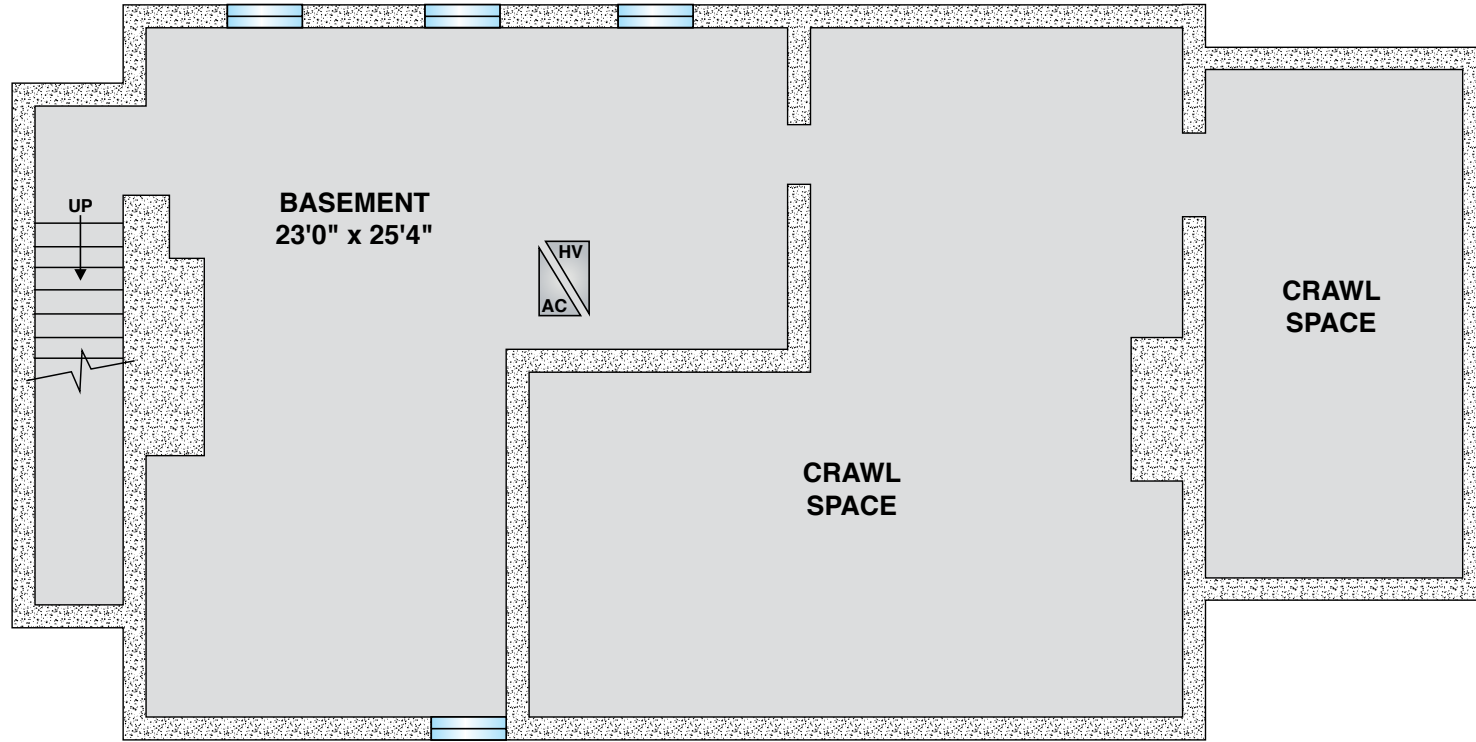 UP
BASEMENT
23'0" x 25'4"
HV
AC
CRAWL
SPACE
CRAWL
SPACE